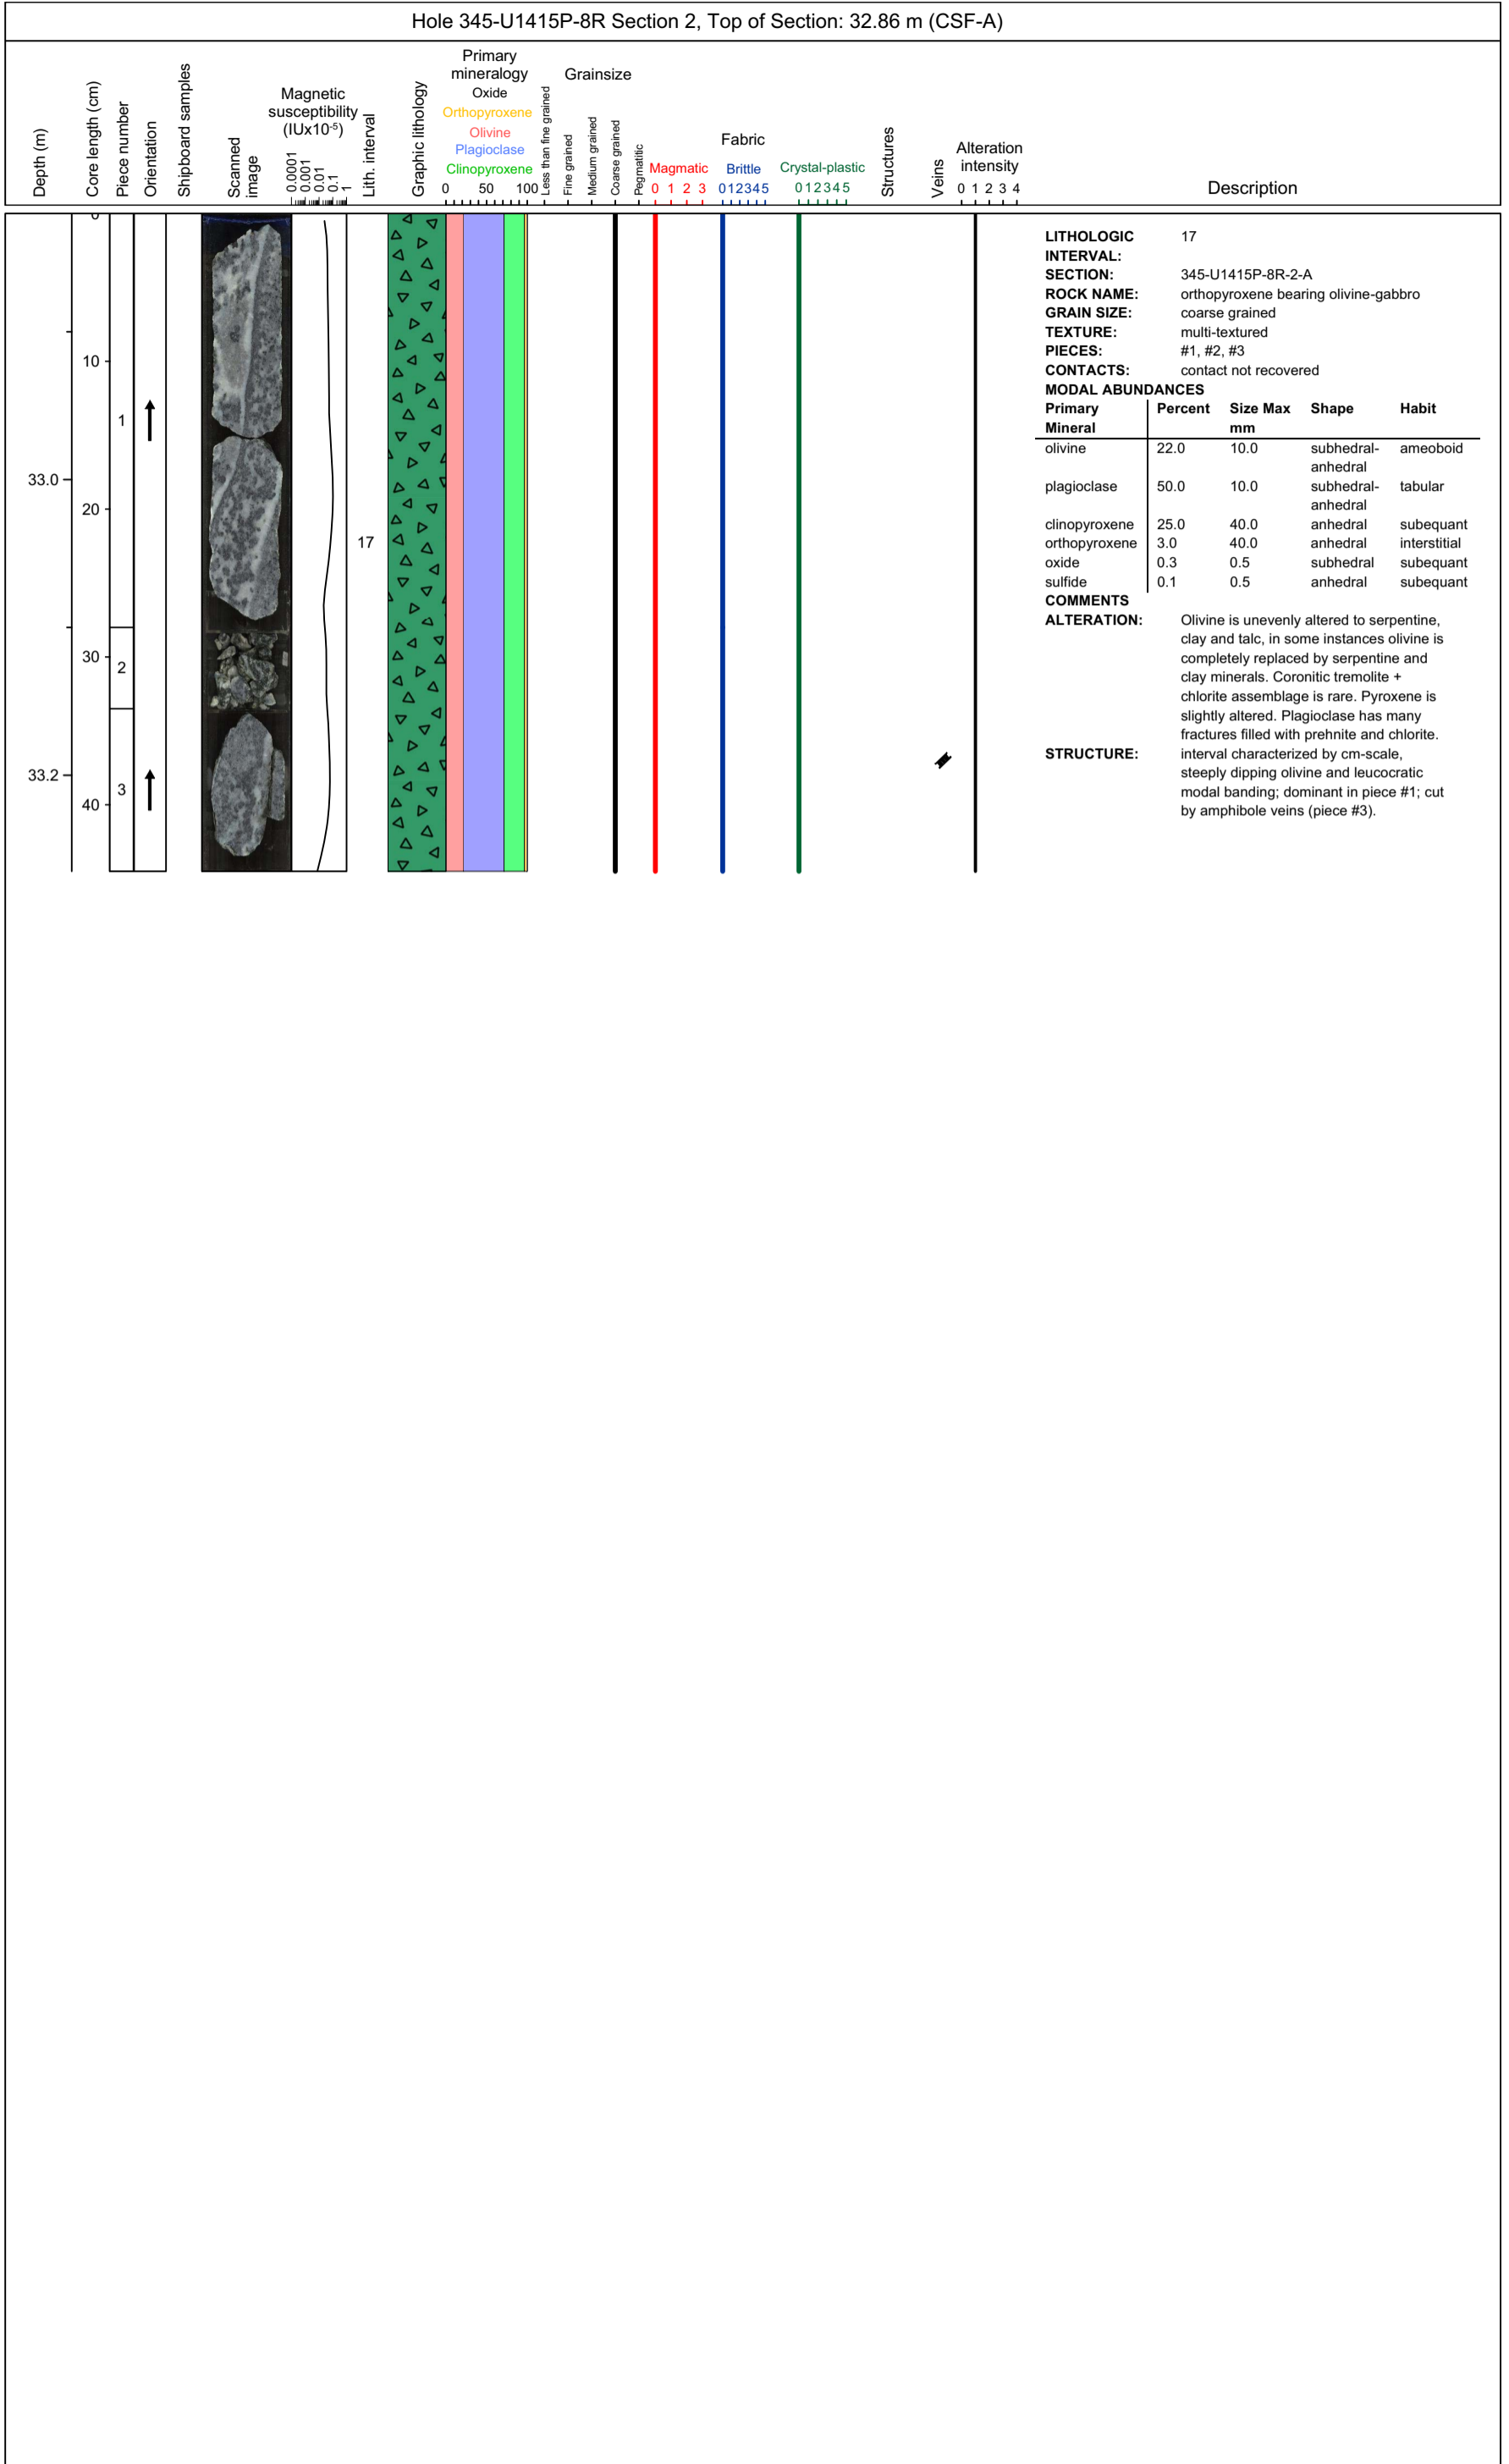 Hole 345-U1415P-8R Section 2, Top of Section: 32.86 m (CSF-A)
Depth (m)
Core length (cm)
Piece number
Orientation
Shipboard samples
Scanned
image
Magnetic
susceptibility
(IUx10-5)
0.0001
0.001
0.01
0.1
1
Lith. interval
Graphic lithology
Primary
mineralogy
Oxide
Orthopyroxene
Olivine
Plagioclase
Clinopyroxene
0 50 100
Grainsize
Less than fine grained
Fine grained
Medium grained
Coarse grained
Pegmatitic
Fabric
Magmatic
0 1 2 3
Brittle
0 1 2 3 4 5
Crystal-plastic
0 1 2 3 4 5
Structures
Veins
Alteration
intensity
0 1 2 3 4
Description
0
10
20
30
40
33.0
33.2
1
2
3
17
LITHOLOGIC 17
INTERVAL:
SECTION: 345-U1415P-8R-2-A
ROCK NAME: orthopyroxene bearing olivine-gabbro
GRAIN SIZE: coarse grained
TEXTURE: multi-textured
PIECES: #1, #2, #3
CONTACTS: contact not recovered
MODAL ABUNDANCES
Primary Percent Size Max Shape Habit
Mineral mm
olivine 22.0 10.0 subhedral- ameoboid
anhedral
plagioclase 50.0 10.0 subhedral- tabular
anhedral
clinopyroxene 25.0 40.0 anhedral subequant
orthopyroxene 3.0 40.0 anhedral interstitial
oxide 0.3 0.5 subhedral subequant
sulfide 0.1 0.5 anhedral subequant
COMMENTS
ALTERATION: Olivine is unevenly altered to serpentine,
clay and talc, in some instances olivine is
completely replaced by serpentine and
clay minerals. Coronitic tremolite +
chlorite assemblage is rare. Pyroxene is
slightly altered. Plagioclase has many
fractures filled with prehnite and chlorite.
STRUCTURE: interval characterized by cm-scale,
steeply dipping olivine and leucocratic
modal banding; dominant in piece #1; cut
by amphibole veins (piece #3).